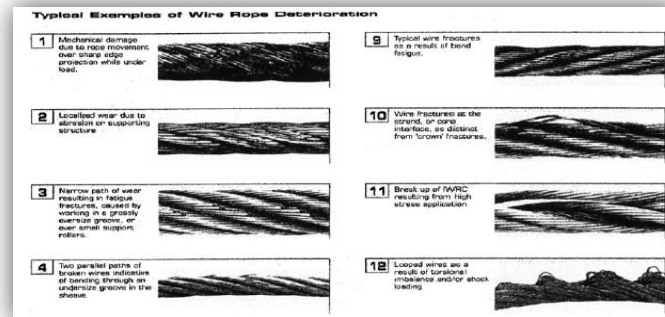 Typical Examples of Wire Rope Deterioration
1
Mechanical damage
due to rope movement
over sharp edge
projection while under
load.
2
Localized wear due to
abrasion or supporting
structure
3
Narrow path of wear
resulting in fatigue
fractures, caused by
working in a grossly
oversize groove, or
over small support
rollers.
4
Two parallel paths of
broken wires indicative
of bending through an
undersize groove in the
sheave
9
Typical wire fractures
as a result of bend
fatigue.
10
Wire fractures at the
strand, or core
interface, as distinct
from 'crown' fractures.
11
Break up of IWRC
resulting from high
stress application
12
Looped wires as a
result of torsional
imbalance and/or shock
loading